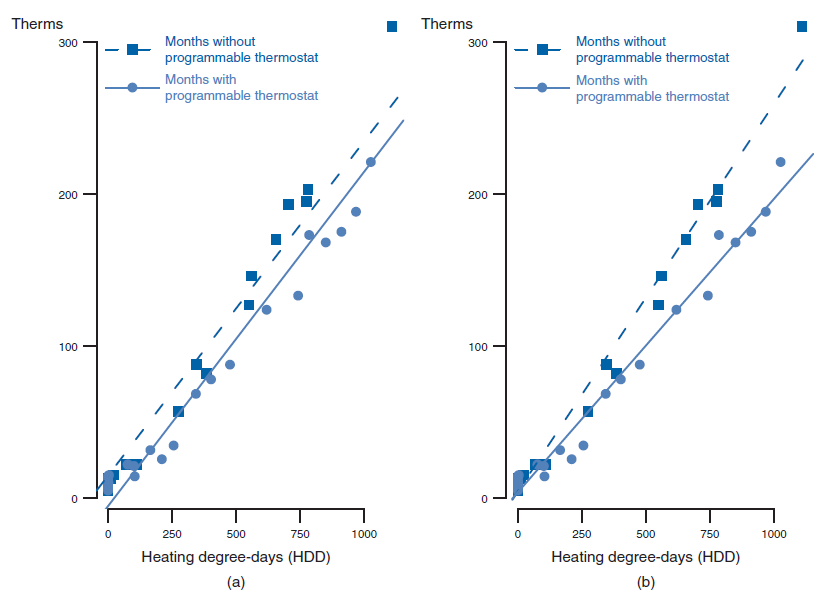 Therms
300
200
100
0
Months without
programmable thermostat
Months with
programmable thermostat
0 250 500 750 1000
Heating degree-days (HDD)
(a)
Therms
300
200
100
0
Months without
programmable thermostat
Months with
programmable thermostat
0 250 500 750 1000
Heating degree-days (HDD)
(b)